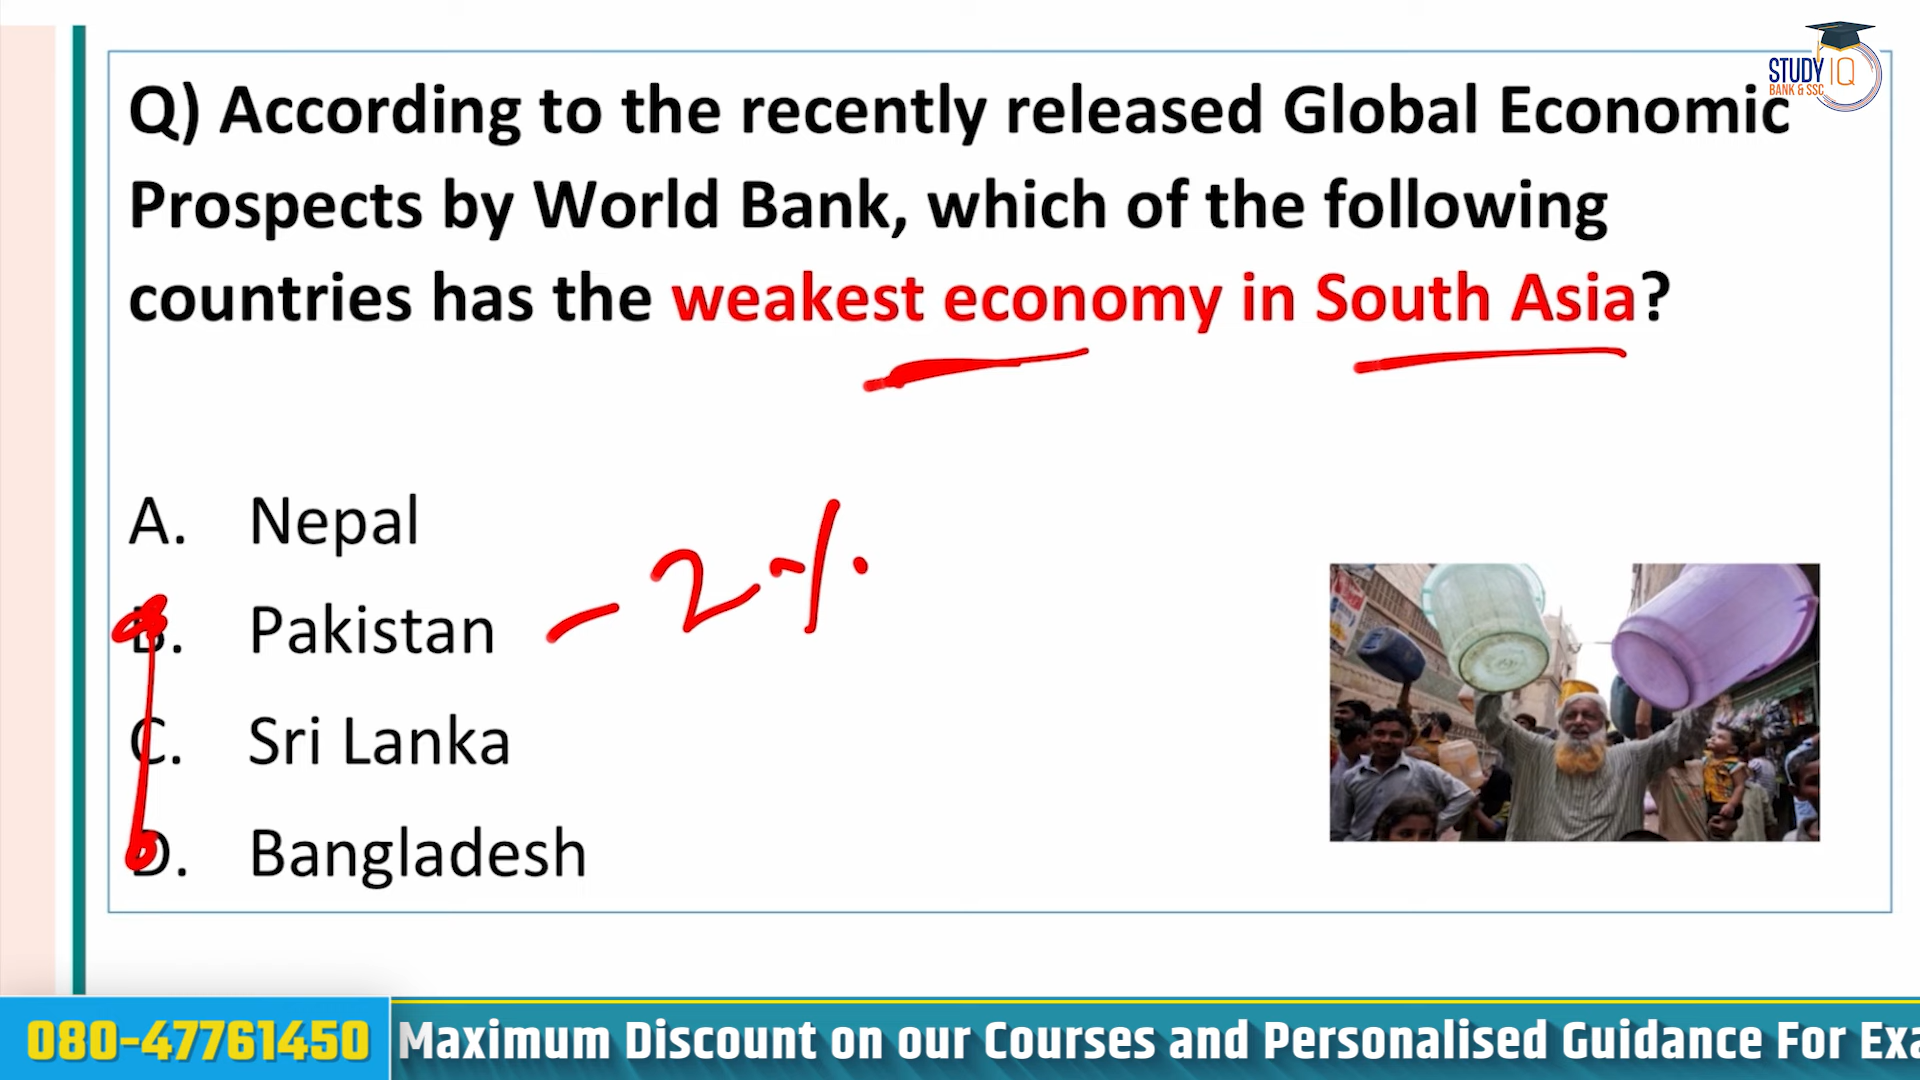 STUDY IQ
BANK & SSC
Q) According to the recently released Global Economic
Prospects by World Bank, which of the following
countries has the weakest economy in South Asia?
A. Nepal
B. Pakistan - 2%
C. Sri Lanka
D. Bangladesh
080-47761450 Maximum Discount on our Courses and Personalised Guidance For Exa